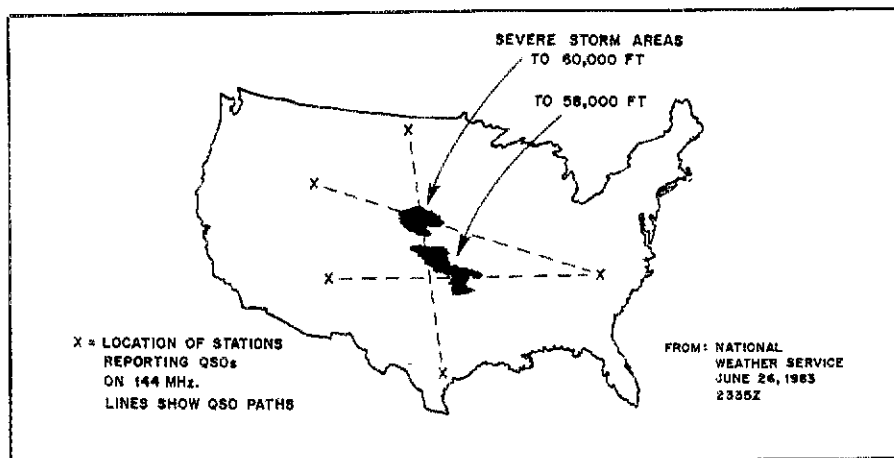 SEVERE STORM AREAS
TO 60,000 FT
TO 58,000 FT
X
X
X
X
X
X = LOCATION OF STATIONS
REPORTING QSOs
ON 144 MHz.
LINES SHOW QSO PATHS
FROM: NATIONAL
WEATHER SERVICE
JUNE 26, 1983
2335Z